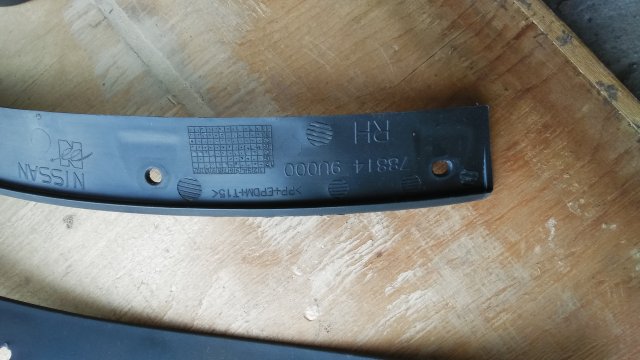 RH
78814 9U000
>PP+EPDM-T15<
NISSAN